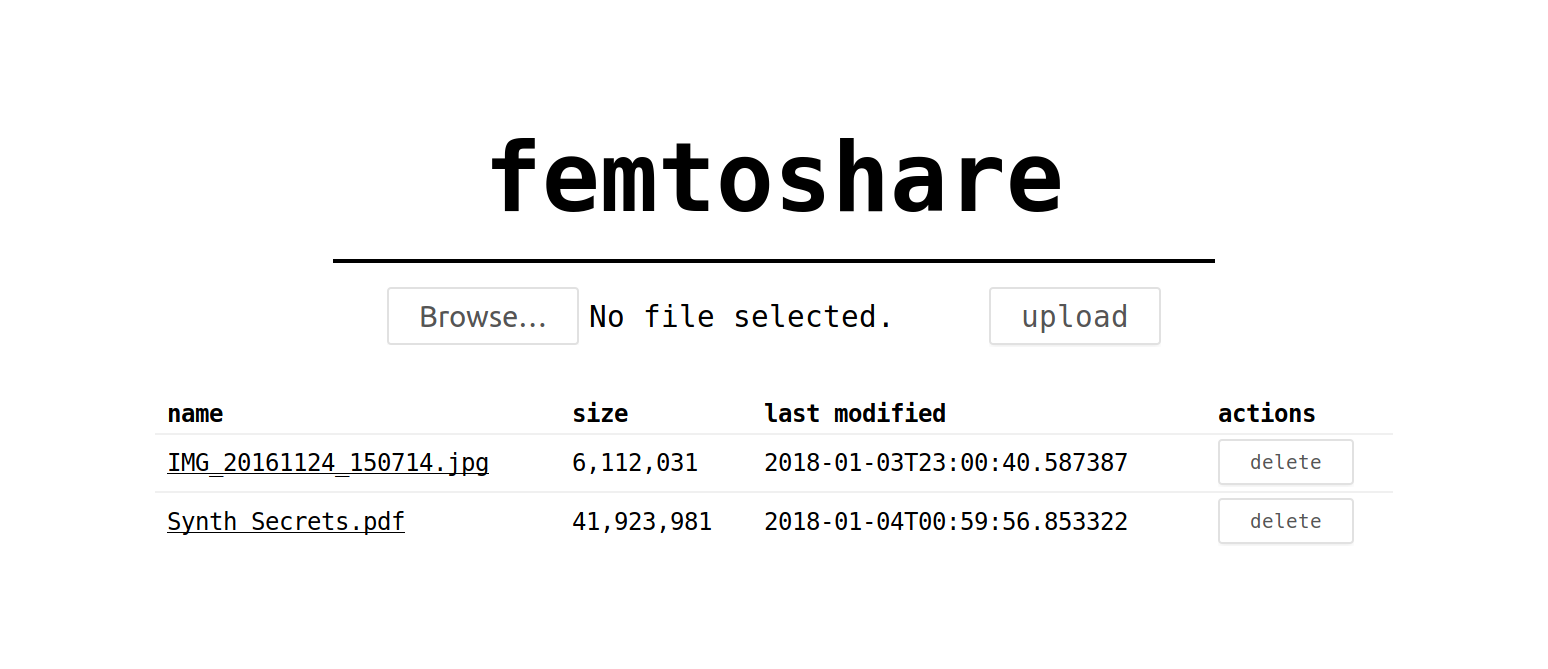 femtoshare
Browse... No file selected. upload
name size last modified actions
IMG_20161124_150714.jpg 6,112,031 2018-01-03T23:00:40.587387 delete
Synth Secrets.pdf 41,923,981 2018-01-04T00:59:56.853322 delete